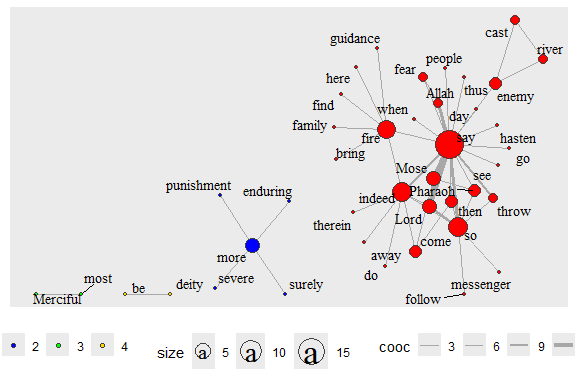 cast
river
guidance
people
fear
here
Allah
thus
enemy
find
when
day
family
fire
say
hasten
bring
go
Mose
see
punishment
enduring
indeed
Pharaoh
throw
Lord
then
therein
come
so
more
away
most
be
deity
severe
surely
do
messenger
Merciful
follow
2 3 4 size a 5 a 10 a 15 cooc 3 6 9